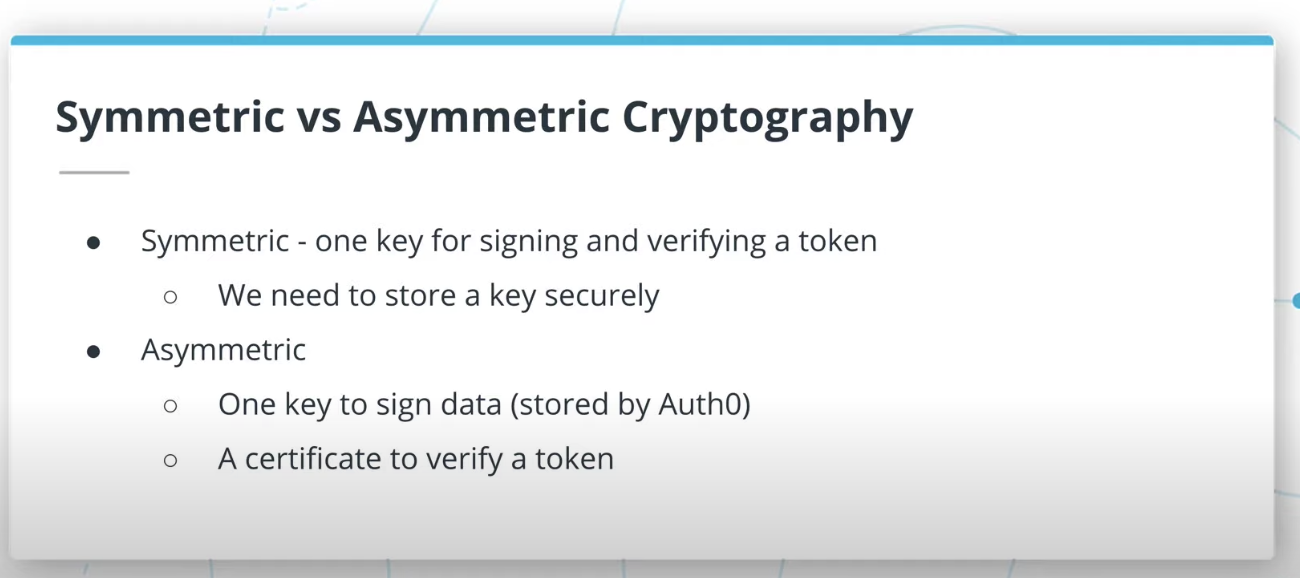 Symmetric vs Asymmetric Cryptography
● Symmetric - one key for signing and verifying a token
○ We need to store a key securely
● Asymmetric
○ One key to sign data (stored by Auth0)
○ A certificate to verify a token